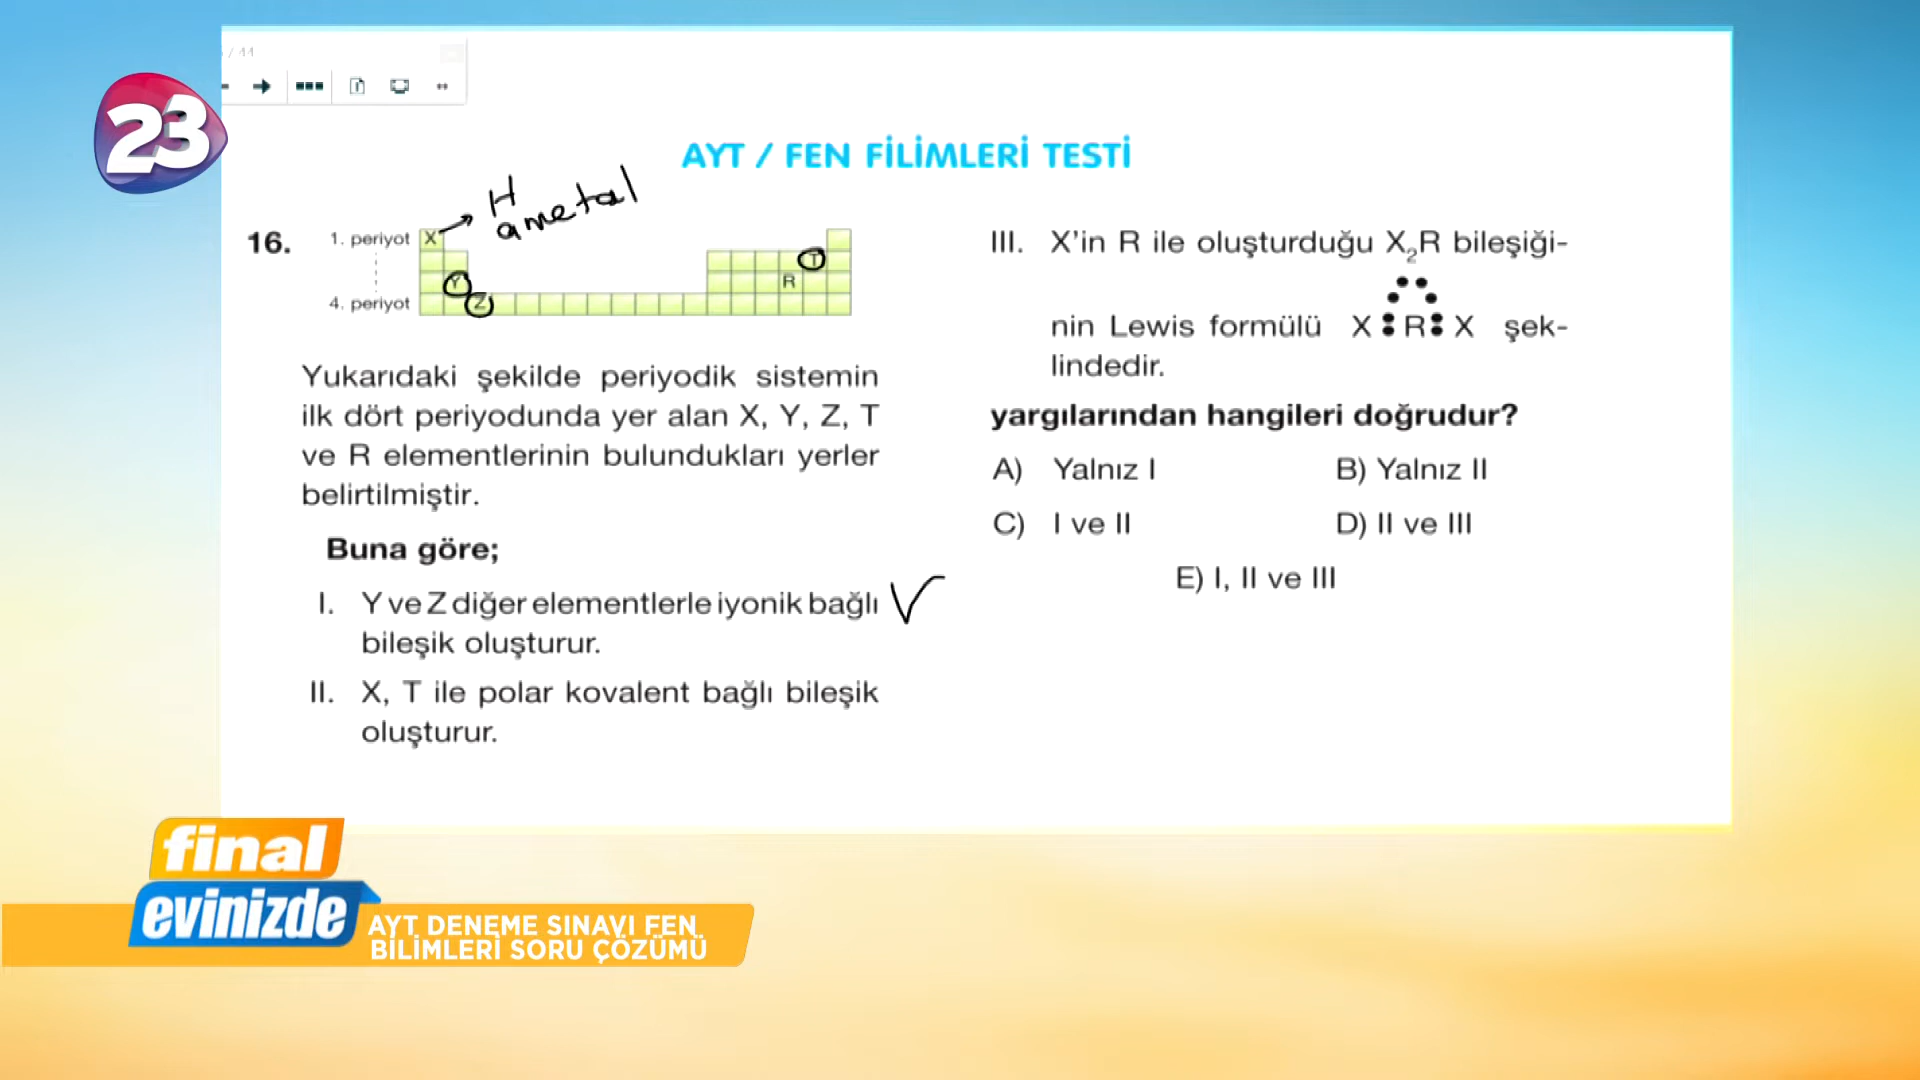 / 44
23
AYT / FEN FİLİMLERİ TESTİ
H
ametal
16.
1. periyot
X
T
Y
R
4. periyot
Z
Yukarıdaki şekilde periyodik sistemin
ilk dört periyodunda yer alan X, Y, Z, T
ve R elementlerinin bulundukları yerler
belirtilmiştir.
Buna göre;
I. Y ve Z diğer elementlerle iyonik bağlı
bileşik oluşturur.
II. X, T ile polar kovalent bağlı bileşik
oluşturur.
III. X'in R ile oluşturduğu X₂R bileşiği-
nin Lewis formülü X : R : X şek-
lindedir.
yargılarından hangileri doğrudur?
A) Yalnız I
B) Yalnız II
C) I ve II
D) II ve III
E) I, II ve III
final
evinizde
AYT DENEME SINAVI FEN
BİLİMLERİ SORU ÇÖZÜMÜ